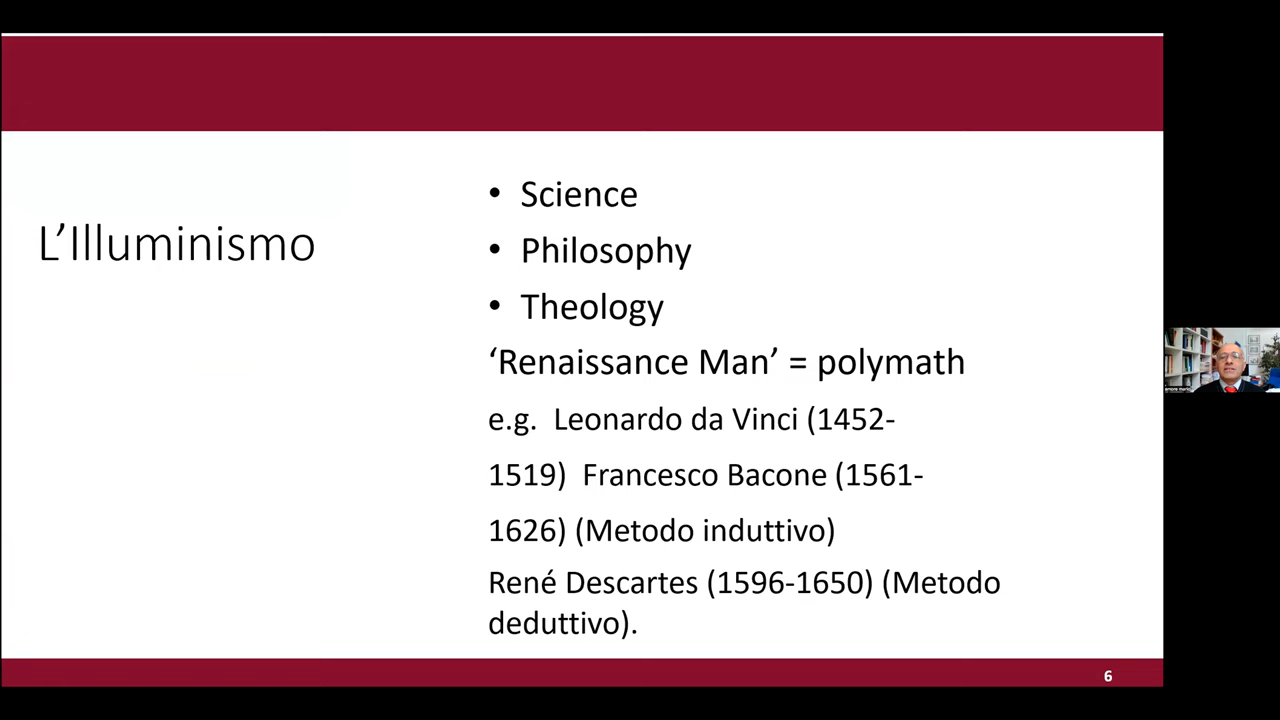 L’Illuminismo
• Science
• Philosophy
• Theology
‘Renaissance Man’ = polymath
e.g.  Leonardo da Vinci (1452-
1519)  Francesco Bacone (1561-
1626) (Metodo induttivo)
René Descartes (1596-1650) (Metodo
deduttivo).
6